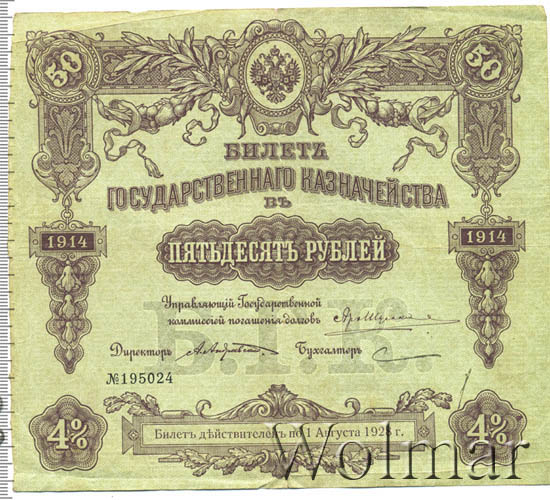 50 50
БИЛЕТЪ
ГОСУДАРСТВЕННАГО КАЗНАЧЕЙСТВА
ВЪ
1914 ПЯТЬДЕСЯТЪ РУБЛЕЙ 1914
Б.Г.К.
Управляющій Государственной
коммиссіей погашенія долговъ
Директоръ Бухгалтеръ
№195024
4% 4%
Билетъ дѣйствителенъ по 1 Августа 1928 г.
Wolmar